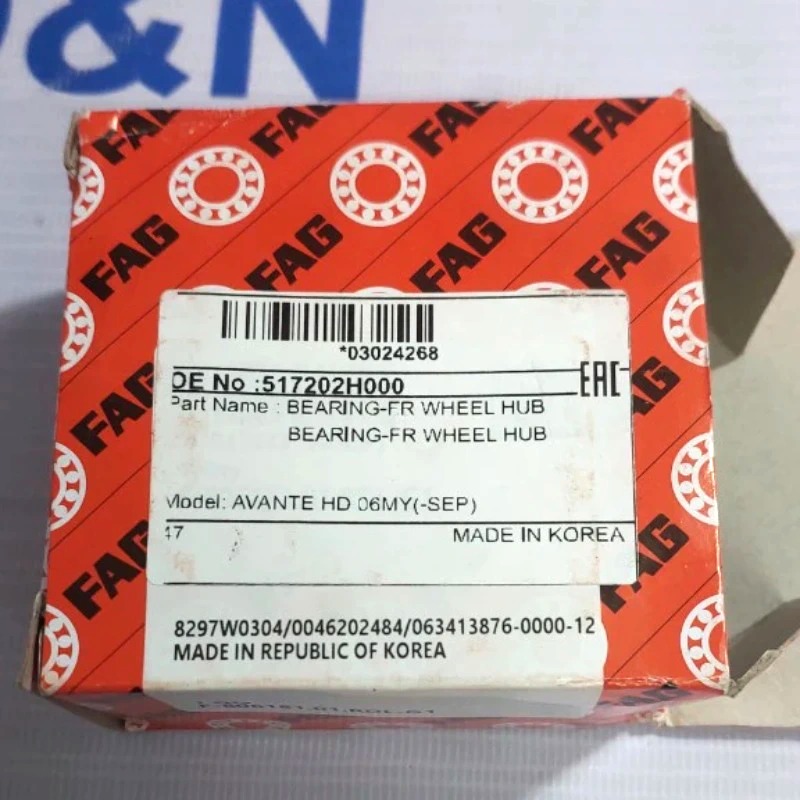 &N
FAG FAG FAG FAG
FAG FAG FAG
*03024268
OE No :517202H000
EAC
Part Name : BEARING-FR WHEEL HUB
BEARING-FR WHEEL HUB
Model: AVANTE HD 06MY(-SEP)
47 MADE IN KOREA
FAG FAG
8297W0304/0046202484/063413876-0000-12
MADE IN REPUBLIC OF KOREA
FAG